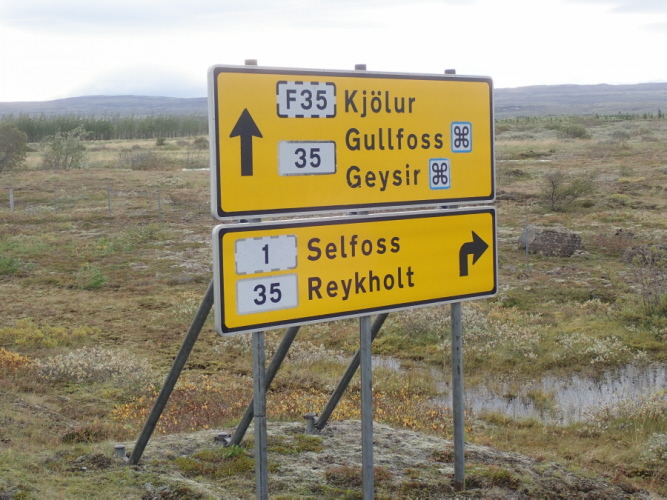 F35 Kjölur
Gullfoss ⌘
35
Geysir ⌘
1 Selfoss
35 Reykholt